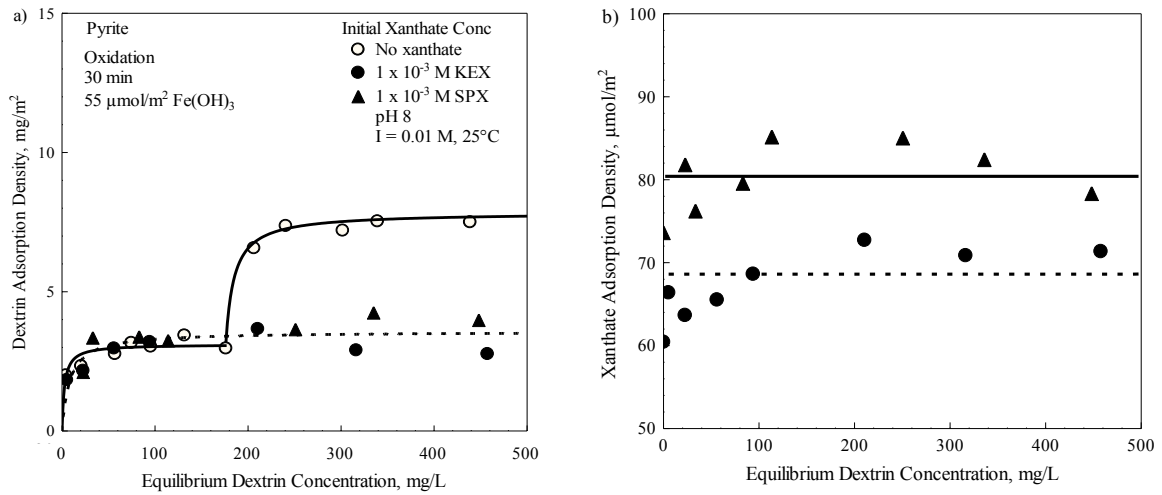 a)
Pyrite
Oxidation
30 min
55 µmol/m² Fe(OH)₃
Initial Xanthate Conc
No xanthate
1 x 10⁻³ M KEX
1 x 10⁻³ M SPX
pH 8
I = 0.01 M, 25°C
Dextrin Adsorption Density, mg/m²
15
10
5
0
0 100 200 300 400 500
Equilibrium Dextrin Concentration, mg/L
b)
Xanthate Adsorption Density, µmol/m²
100
90
80
70
60
50
0 100 200 300 400 500
Equilibrium Dextrin Concentration, mg/L